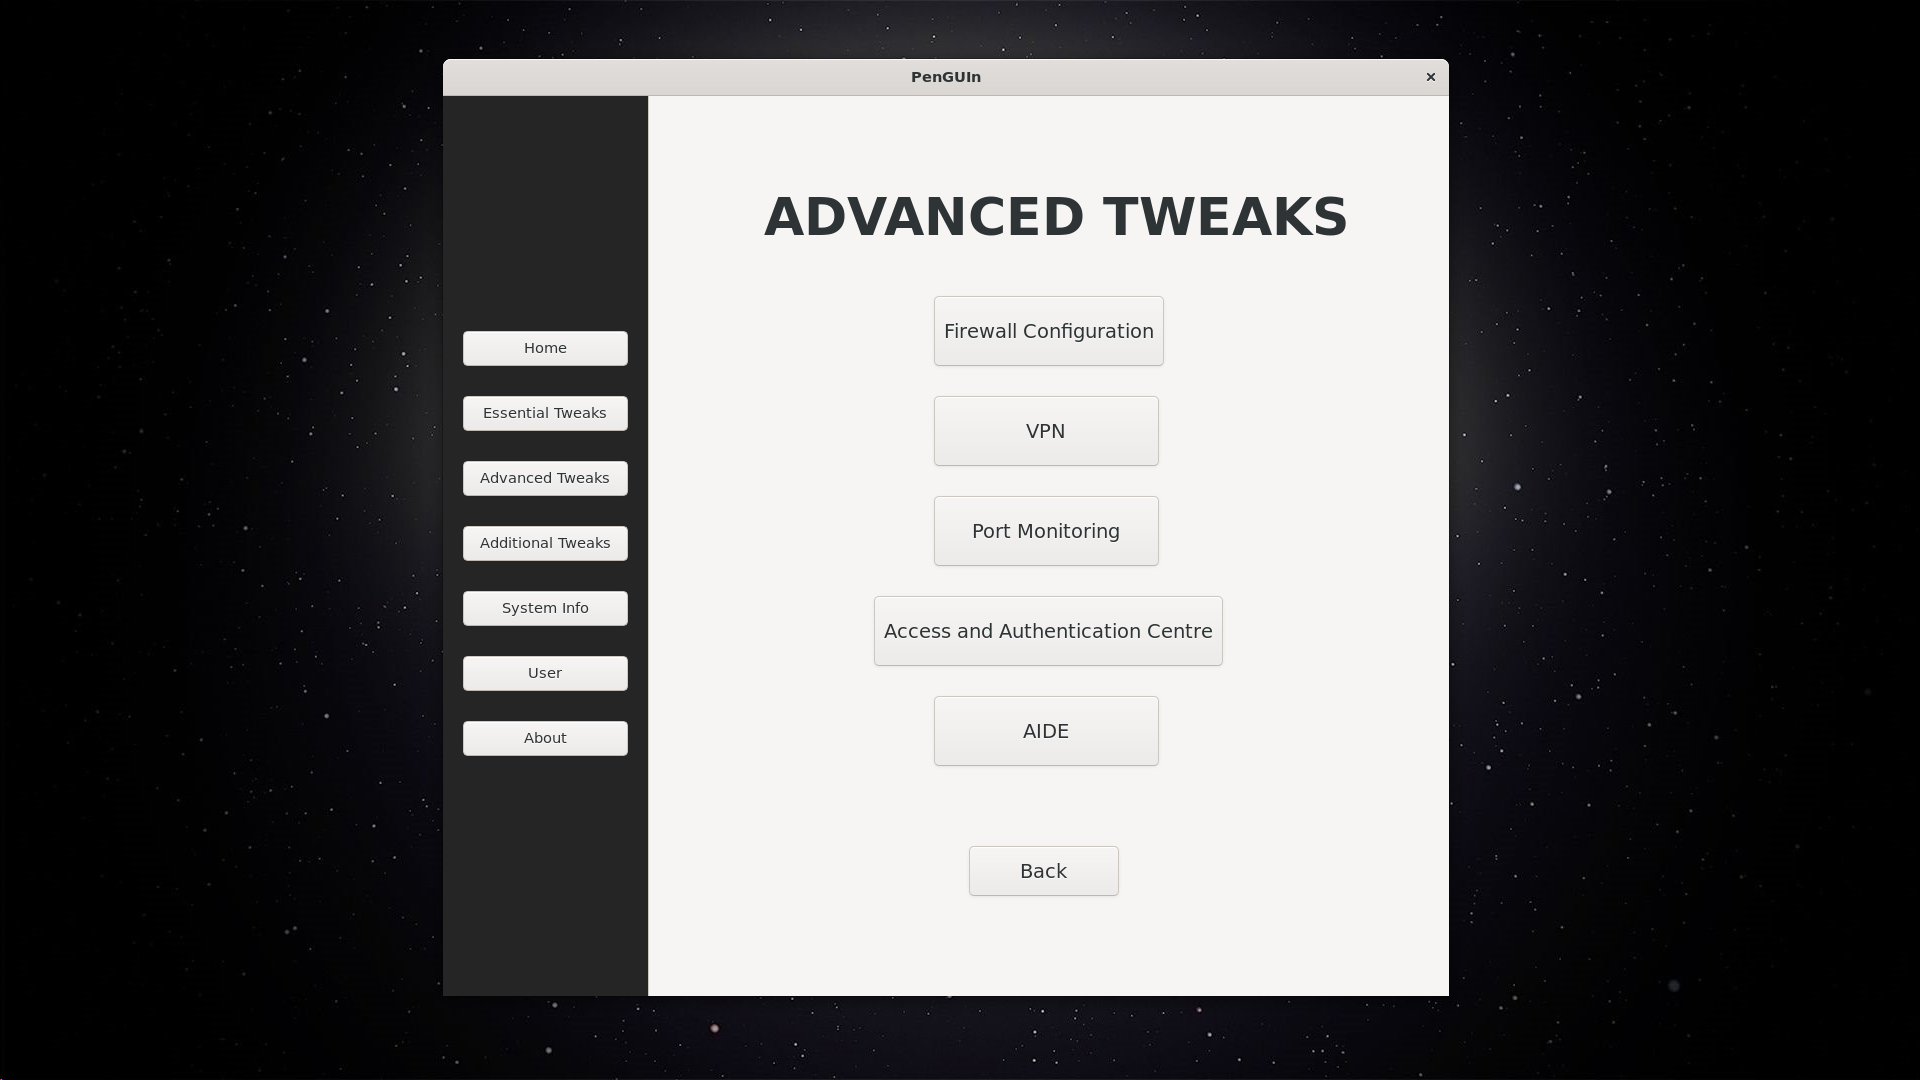 PenGUIn
×
Home
Essential Tweaks
Advanced Tweaks
Additional Tweaks
System Info
User
About
ADVANCED TWEAKS
Firewall Configuration
VPN
Port Monitoring
Access and Authentication Centre
AIDE
Back